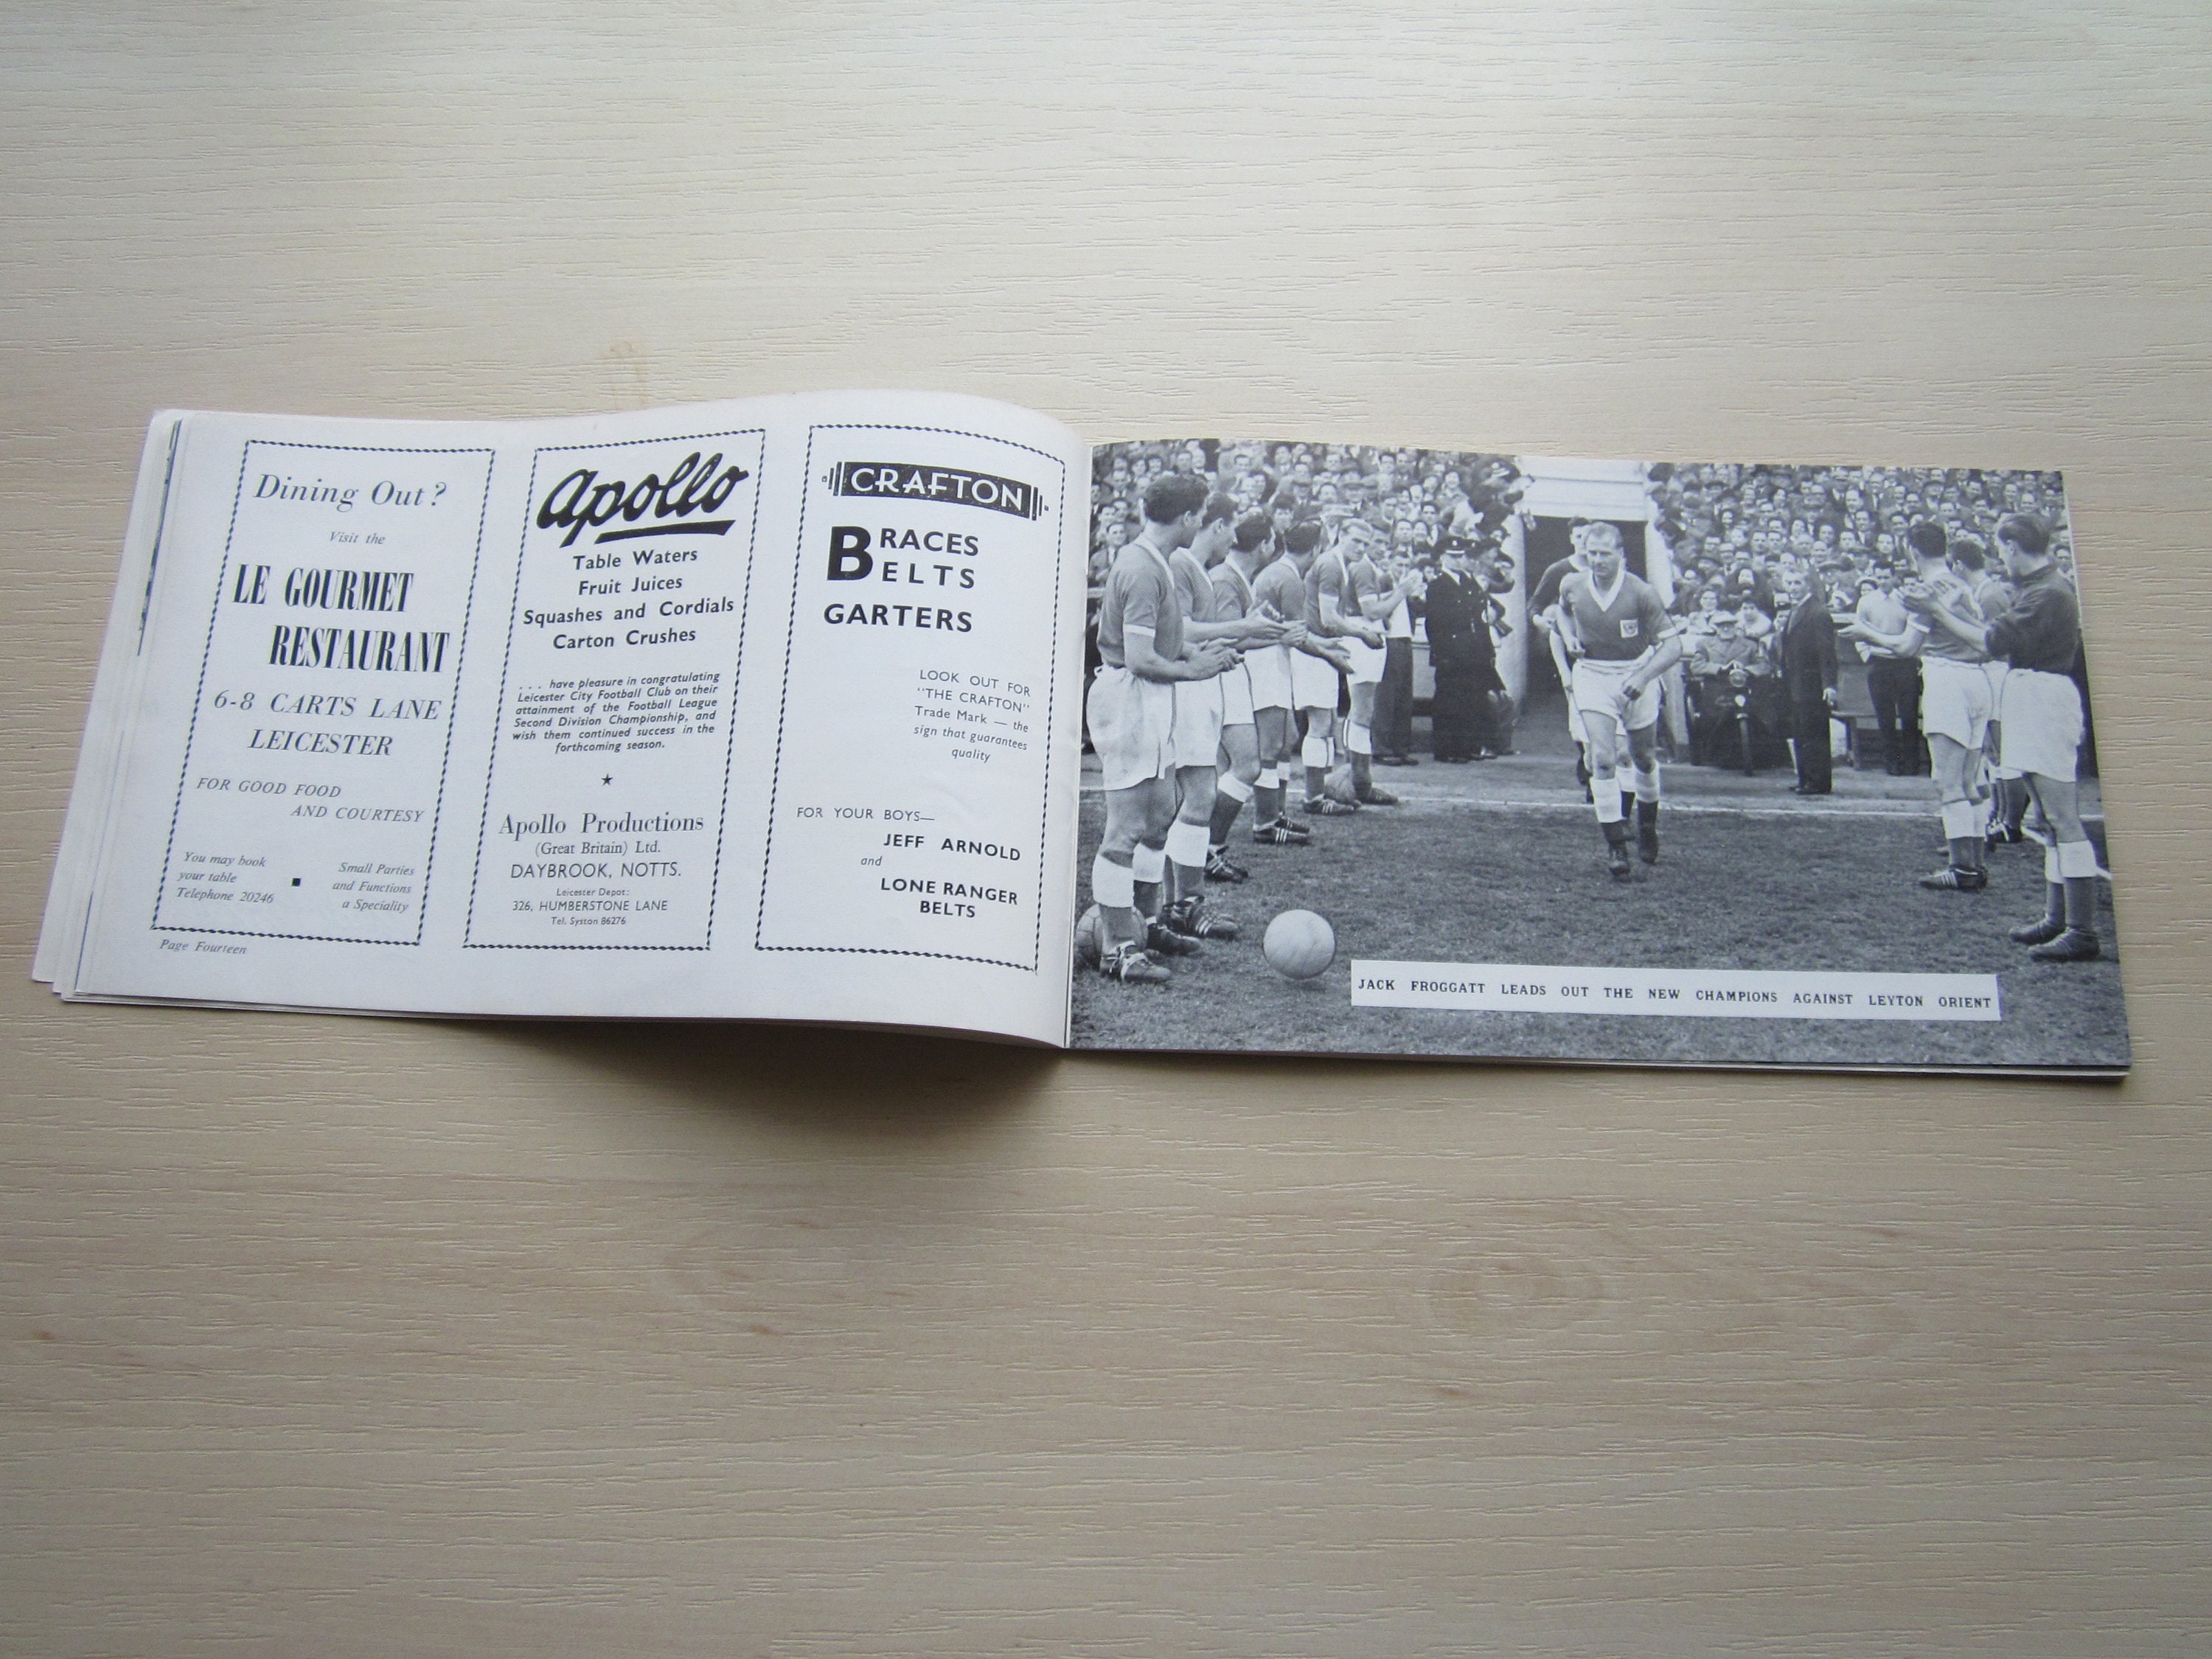 Dining Out?
Visit the
LE GOURMET
RESTAURANT
6-8 CARTS LANE
LEICESTER
FOR GOOD FOOD
AND COURTESY
You may book
your table
Telephone 20246
Small Parties
and Functions
a Speciality
Page Fourteen
Apollo
Table Waters
Fruit Juices
Squashes and Cordials
Carton Crushes
. . . have pleasure in congratulating
Leicester City Football Club on their
attainment of the Football League
Second Division Championship, and
wish them continued success in the
forthcoming season.
Apollo Productions
(Great Britain) Ltd.
DAYBROOK, NOTTS.
Leicester Depot:
326, HUMBERSTONE LANE
Tel. Syston 86276
CRAFTON
BRACES
BELTS
GARTERS
LOOK OUT FOR
"THE CRAFTON"
Trade Mark — the
sign that guarantees
quality
FOR YOUR BOYS—
JEFF ARNOLD
and
LONE RANGER
BELTS
JACK FROGGATT LEADS OUT THE NEW CHAMPIONS AGAINST LEYTON ORIENT